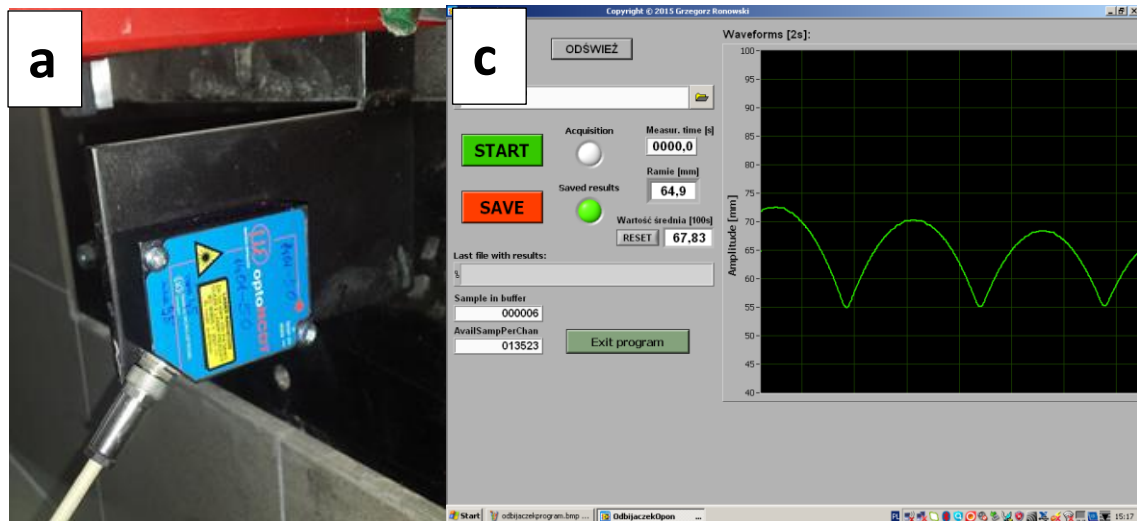 a
optoNCDT
c
Copyright © 2015 Grzegorz Ronowski
ODŚWIEŻ
START
Acquisition
Measur. time [s]
0000,0
Ramie [mm]
64,9
SAVE
Saved results
Wartość średnia [100s]
RESET
67,83
Last file with results:
Sample in buffer
000006
AvailSampPerChan
013523
Exit program
Waveforms [2s]:
Amplitude [mm]
100
95
90
85
80
75
70
65
60
55
50
45
40
Start
odbijaczekprogram.bmp ...
OdbijaczekOpon ...
PL
15:17